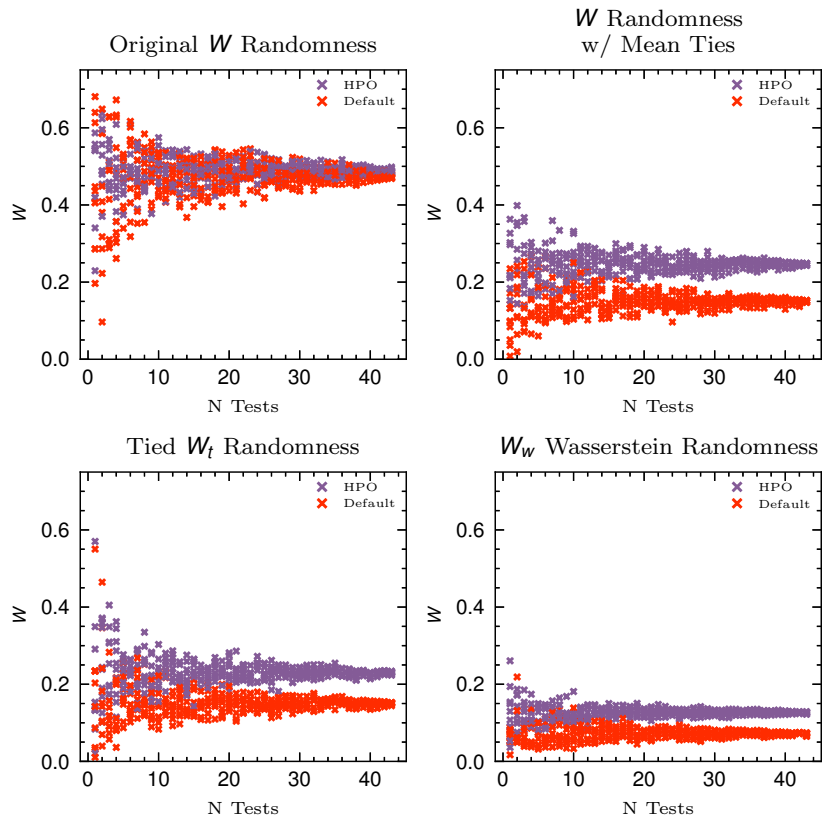 Original W Randomness
HPO
Default
0.6
0.4
0.2
0.0
W
0
10
20
30
40
N Tests
W Randomness
w/ Mean Ties
HPO
Default
0.6
0.4
0.2
0.0
W
0
10
20
30
40
N Tests
Tied Wₜ Randomness
HPO
Default
0.6
0.4
0.2
0.0
W
0
10
20
30
40
N Tests
W_w Wasserstein Randomness
HPO
Default
0.6
0.4
0.2
0.0
W
0
10
20
30
40
N Tests